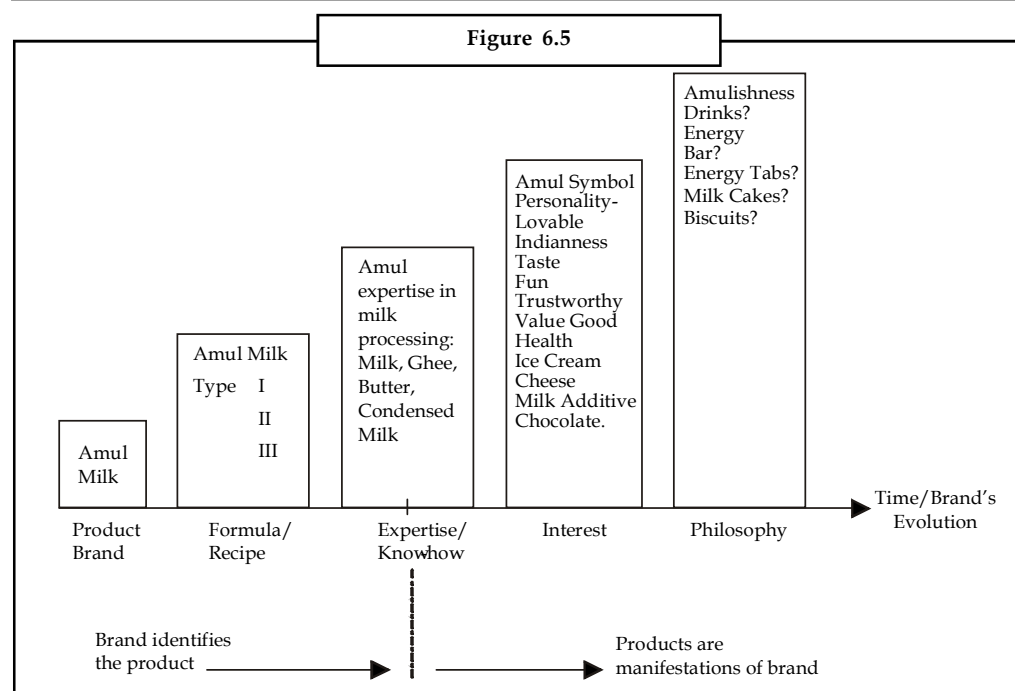 Figure 6.5
Amul
Milk
Amul Milk
Type I
II
III
Amul
expertise in
milk
processing:
Milk, Ghee,
Butter,
Condensed
Milk
Amul Symbol
Personality-
Lovable
Indianness
Taste
Fun
Trustworthy
Value Good
Health
Ice Cream
Cheese
Milk Additive
Chocolate.
Amulishness
Drinks?
Energy
Bar?
Energy Tabs?
Milk Cakes?
Biscuits?
Time/Brand's
Evolution
Product
Brand
Formula/
Recipe
Expertise/
Know-how
Interest
Philosophy
Brand identifies
the product
Products are
manifestations of brand